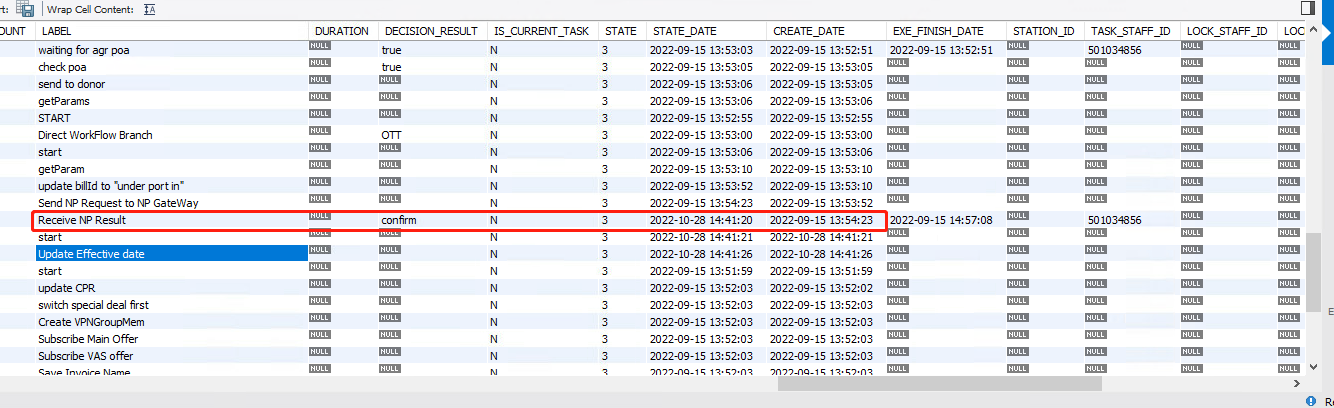 rt: Wrap Cell Content:
OUNT LABEL DURATION DECISION_RESULT IS_CURRENT_TASK STATE STATE_DATE CREATE_DATE EXE_FINISH_DATE STATION_ID TASK_STAFF_ID LOCK_STAFF_ID LOC
waiting for agr poa NULL true N 3 2022-09-15 13:53:03 2022-09-15 13:52:51 2022-09-15 13:52:51 NULL 501034856 NULL NULL
check poa NULL true N 3 2022-09-15 13:53:05 2022-09-15 13:53:05 NULL NULL NULL NULL NULL
send to donor NULL NULL N 3 2022-09-15 13:53:06 2022-09-15 13:53:05 NULL NULL NULL NULL NULL
getParams NULL NULL N 3 2022-09-15 13:53:06 2022-09-15 13:53:06 NULL NULL NULL NULL NULL
START NULL NULL N 3 2022-09-15 13:52:55 2022-09-15 13:52:55 NULL NULL NULL NULL NULL
Direct WorkFlow Branch NULL OTT N 3 2022-09-15 13:53:00 2022-09-15 13:53:00 NULL NULL NULL NULL NULL
start NULL NULL N 3 2022-09-15 13:53:06 2022-09-15 13:53:06 NULL NULL NULL NULL NULL
getParam NULL NULL N 3 2022-09-15 13:53:10 2022-09-15 13:53:10 NULL NULL NULL NULL NULL
update billId to "under port in" NULL NULL N 3 2022-09-15 13:53:52 2022-09-15 13:53:10 NULL NULL NULL NULL NULL
Send NP Request to NP GateWay NULL NULL N 3 2022-09-15 13:54:23 2022-09-15 13:53:52 NULL NULL NULL NULL NULL
Receive NP Result NULL confirm N 3 2022-10-28 14:41:20 2022-09-15 13:54:23 2022-09-15 14:57:08 NULL 501034856 NULL NULL
start NULL NULL N 3 2022-10-28 14:41:21 2022-10-28 14:41:21 NULL NULL NULL NULL NULL
Update Effective date NULL NULL N 3 2022-10-28 14:41:26 2022-10-28 14:41:26 NULL NULL NULL NULL NULL
start NULL NULL N 3 2022-09-15 13:51:59 2022-09-15 13:51:59 NULL NULL NULL NULL NULL
update CPR NULL NULL N 3 2022-09-15 13:52:03 2022-09-15 13:52:02 NULL NULL NULL NULL NULL
switch special deal first NULL NULL N 3 2022-09-15 13:52:03 2022-09-15 13:52:03 NULL NULL NULL NULL NULL
Create VPNGroupMem NULL NULL N 3 2022-09-15 13:52:03 2022-09-15 13:52:03 NULL NULL NULL NULL NULL
Subscribe Main Offer NULL NULL N 3 2022-09-15 13:52:03 2022-09-15 13:52:03 NULL NULL NULL NULL NULL
Subscribe VAS offer NULL NULL N 3 2022-09-15 13:52:03 2022-09-15 13:52:03 NULL NULL NULL NULL NULL
Save Invoice Name NULL NULL N 3 2022-09-15 13:52:03 2022-09-15 13:52:03 NULL NULL NULL NULL NULL